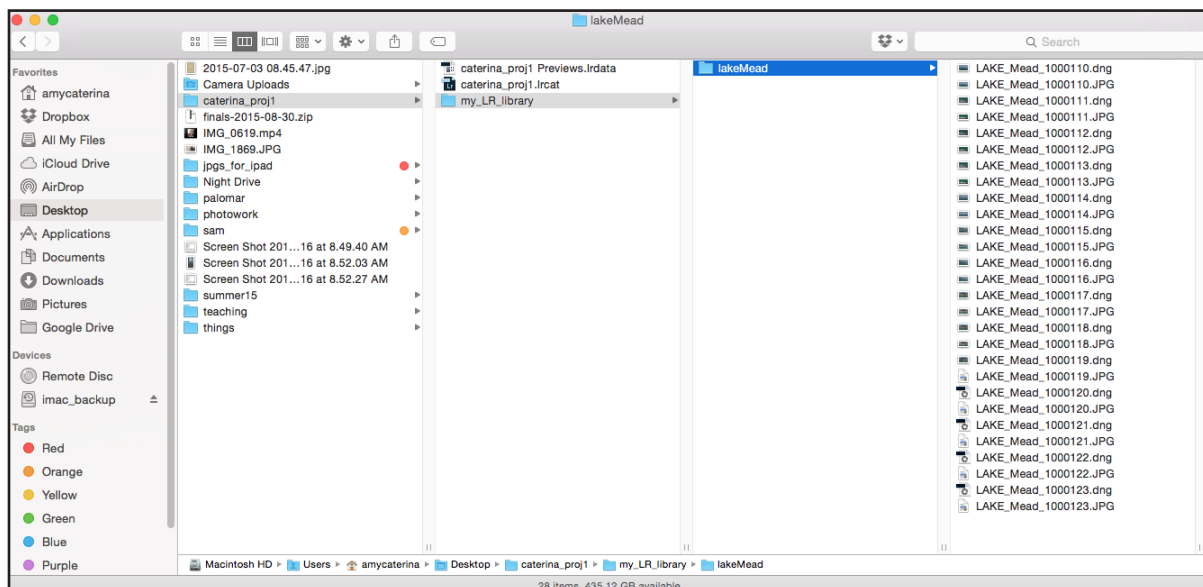 lakeMead
Search
Favorites
amycaterina
Dropbox
All My Files
iCloud Drive
AirDrop
Desktop
Applications
Documents
Downloads
Pictures
Google Drive
Devices
Remote Disc
imac_backup
Tags
Red
Orange
Yellow
Green
Blue
Purple
2015-07-03 08.45.47.jpg
Camera Uploads
caterina_proj1
finals-2015-08-30.zip
IMG_0619.mp4
IMG_1869.JPG
jpgs_for_ipad
Night Drive
palomar
photowork
sam
Screen Shot 201...16 at 8.49.40 AM
Screen Shot 201...16 at 8.52.03 AM
Screen Shot 201...16 at 8.52.27 AM
summer15
teaching
things
caterina_proj1 Previews.lrdata
caterina_proj1.lrcat
my_LR_library
lakeMead
LAKE_Mead_1000110.dng
LAKE_Mead_1000110.JPG
LAKE_Mead_1000111.dng
LAKE_Mead_1000111.JPG
LAKE_Mead_1000112.dng
LAKE_Mead_1000112.JPG
LAKE_Mead_1000113.dng
LAKE_Mead_1000113.JPG
LAKE_Mead_1000114.dng
LAKE_Mead_1000114.JPG
LAKE_Mead_1000115.dng
LAKE_Mead_1000115.JPG
LAKE_Mead_1000116.dng
LAKE_Mead_1000116.JPG
LAKE_Mead_1000117.dng
LAKE_Mead_1000117.JPG
LAKE_Mead_1000118.dng
LAKE_Mead_1000118.JPG
LAKE_Mead_1000119.dng
LAKE_Mead_1000119.JPG
LAKE_Mead_1000120.dng
LAKE_Mead_1000120.JPG
LAKE_Mead_1000121.dng
LAKE_Mead_1000121.JPG
LAKE_Mead_1000122.dng
LAKE_Mead_1000122.JPG
LAKE_Mead_1000123.dng
LAKE_Mead_1000123.JPG
Macintosh HD ▸ Users ▸ amycaterina ▸ Desktop ▸ caterina_proj1 ▸ my_LR_library ▸ lakeMead
28 items, 435.12 GB available